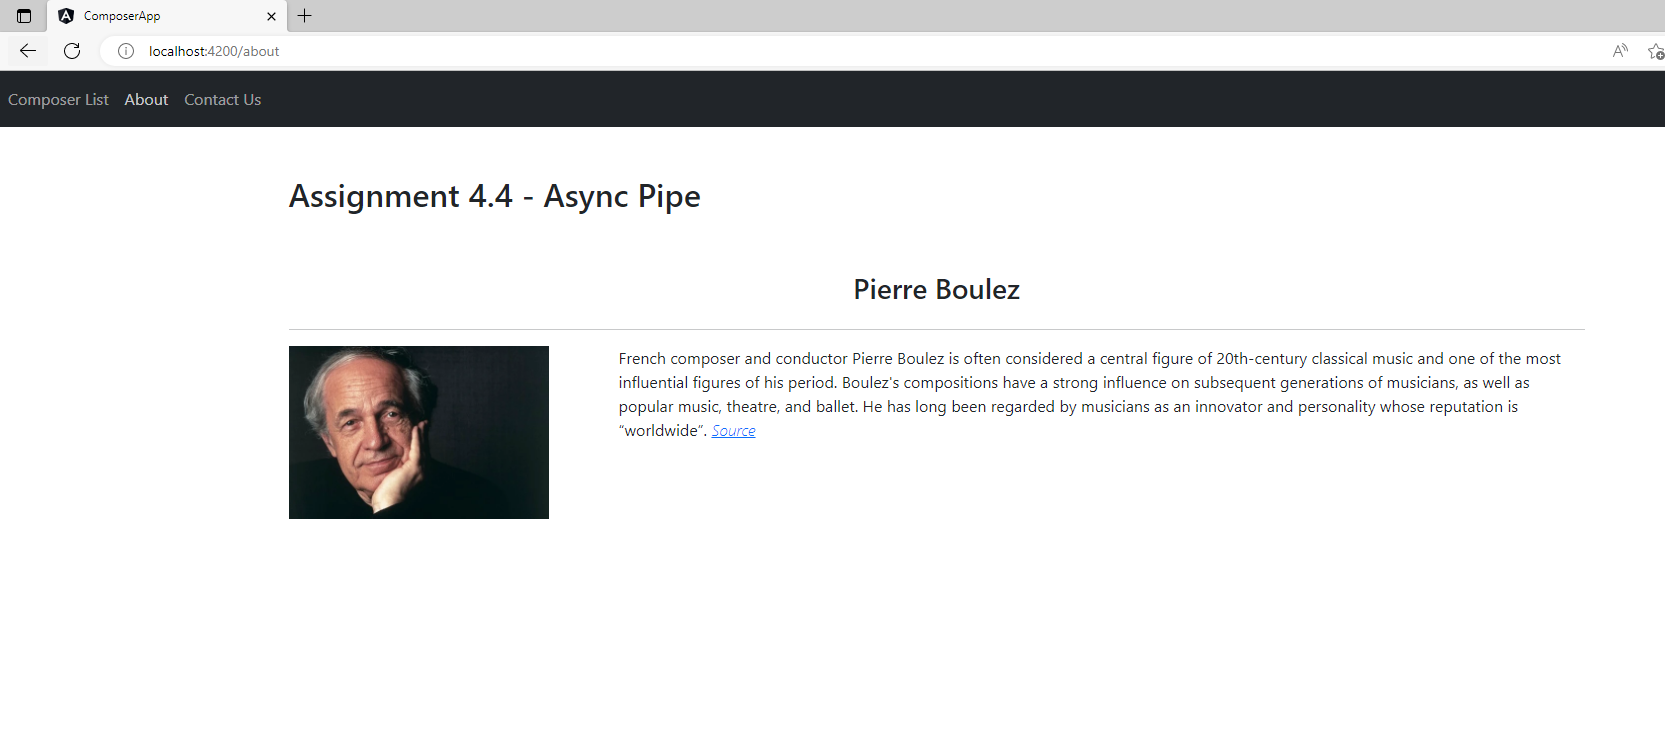 ComposerApp
localhost:4200/about
Composer List About Contact Us
Assignment 4.4 - Async Pipe
Pierre Boulez
French composer and conductor Pierre Boulez is often considered a central figure of 20th-century classical music and one of the most
influential figures of his period. Boulez's compositions have a strong influence on subsequent generations of musicians, as well as
popular music, theatre, and ballet. He has long been regarded by musicians as an innovator and personality whose reputation is
“worldwide”. Source